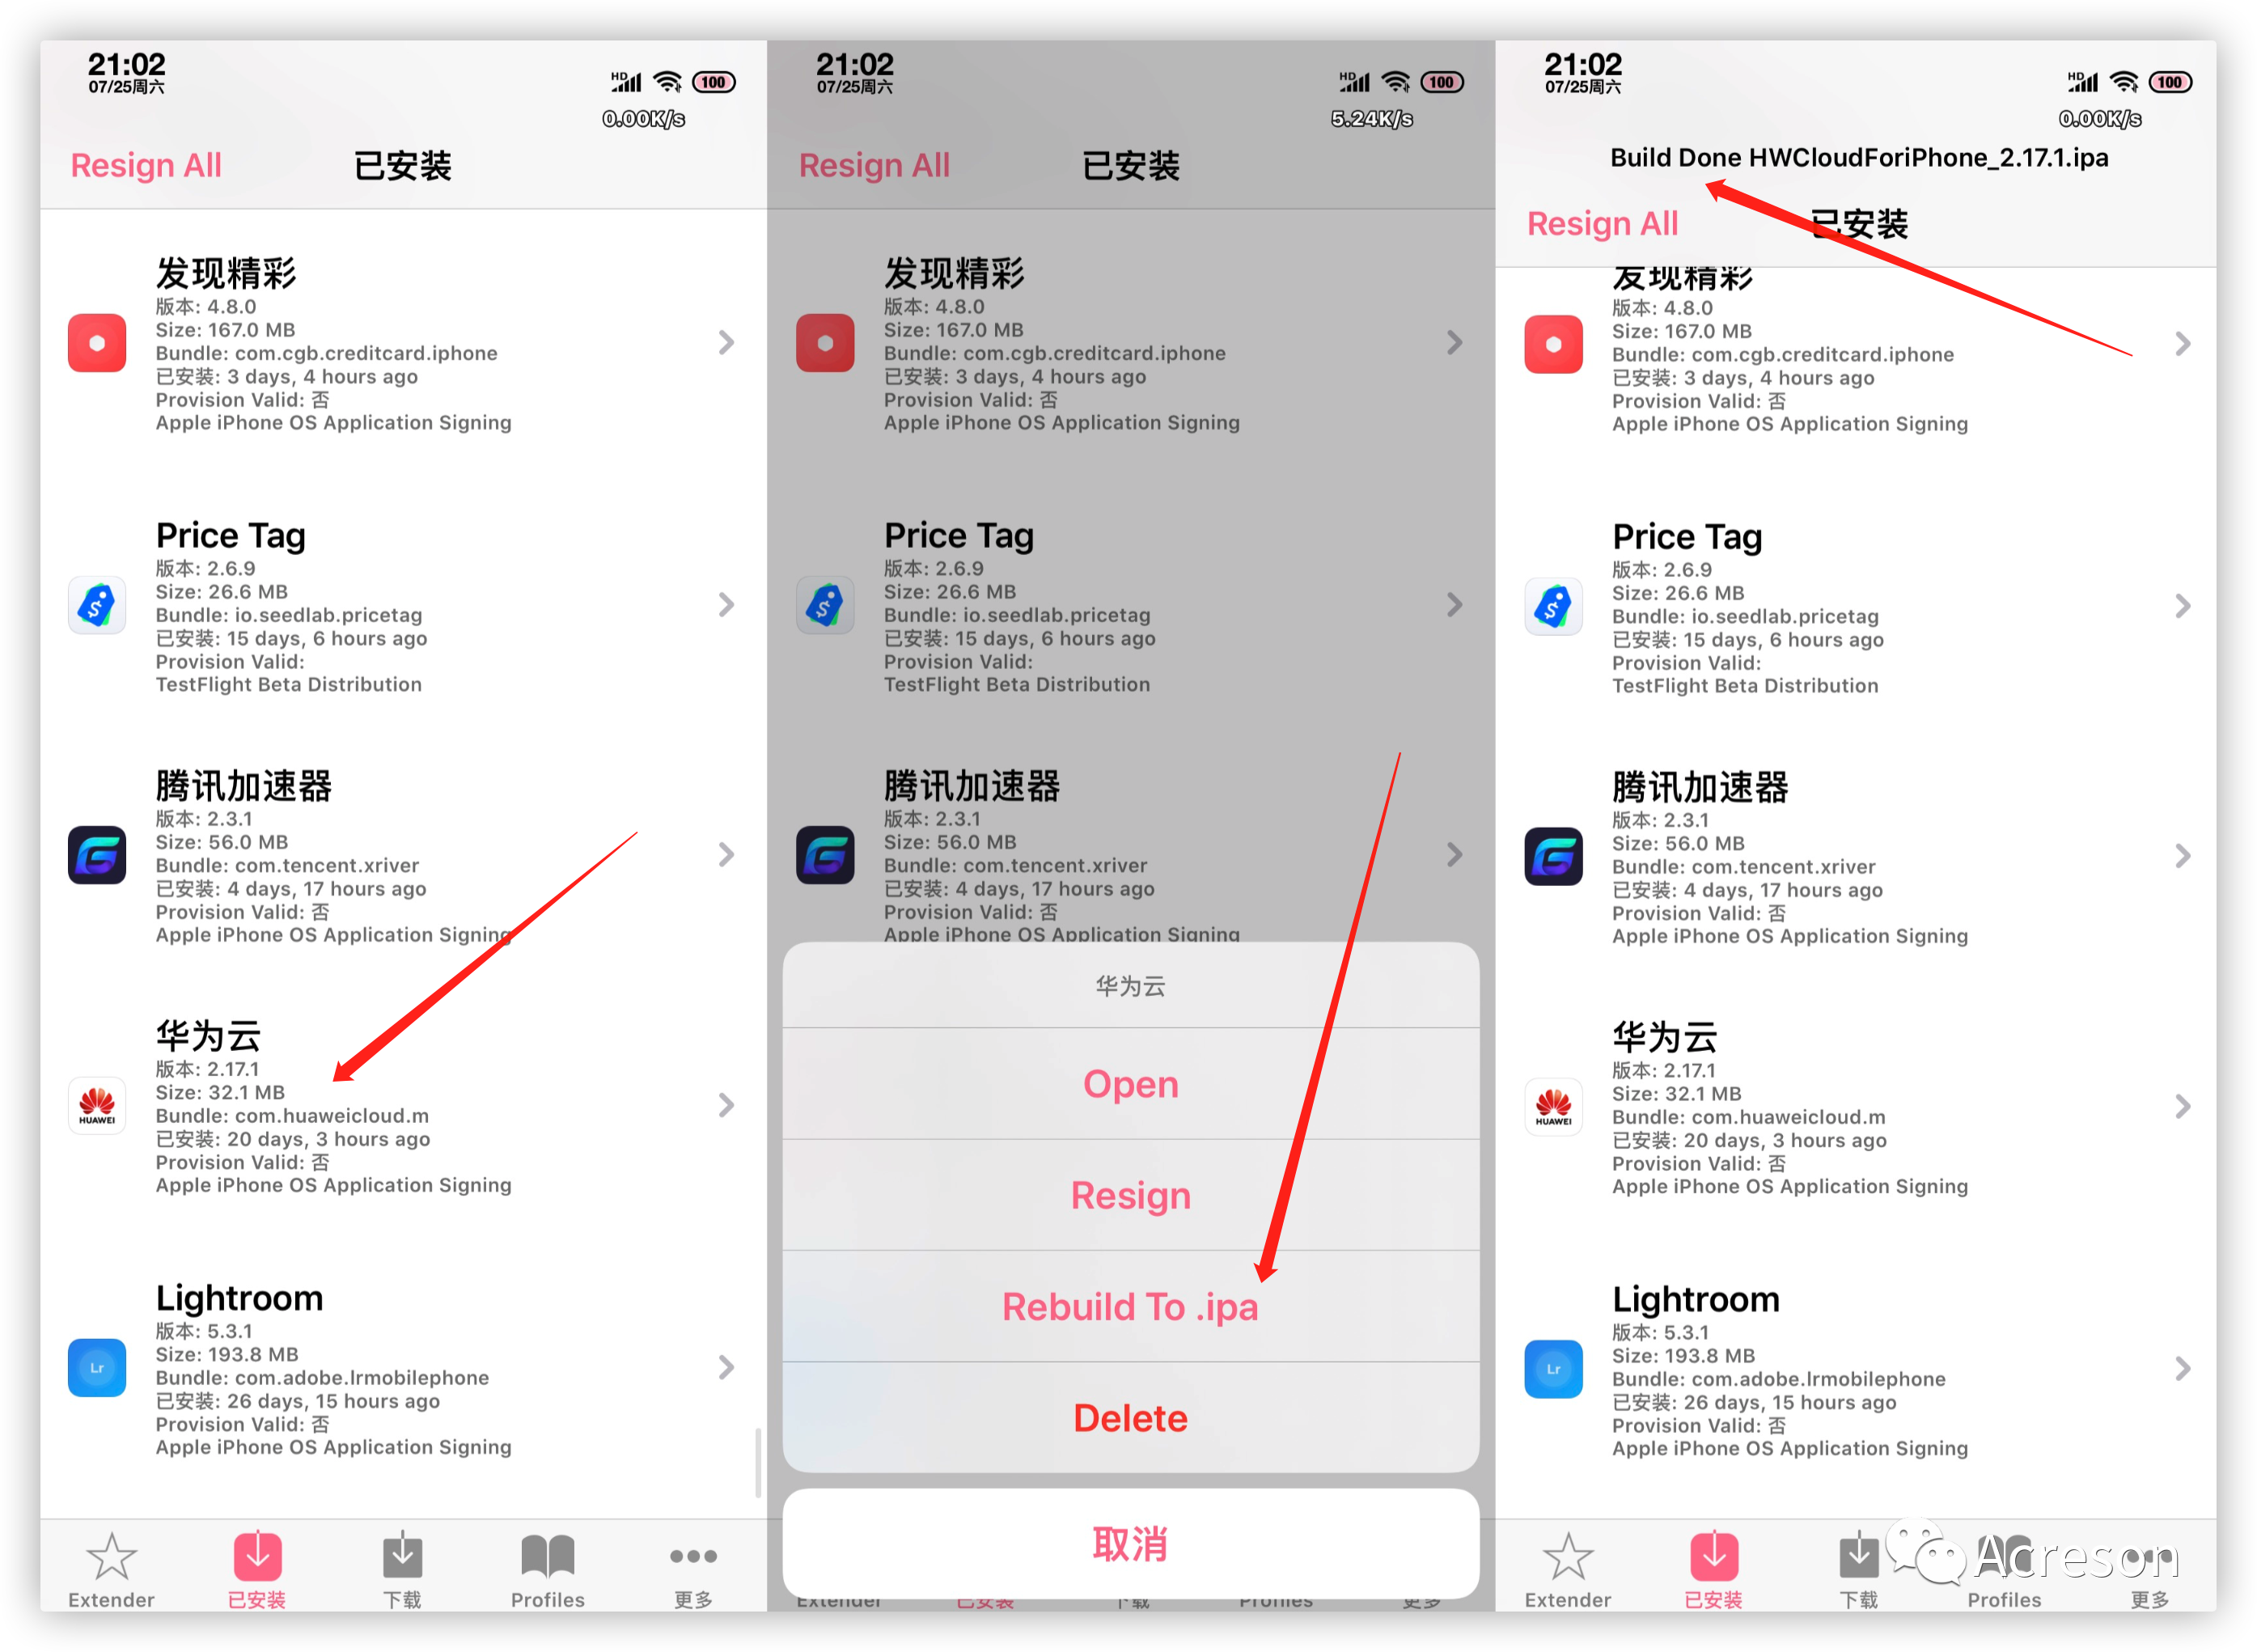 21:02
07/25周六
HD
100
0.00K/s
Resign All
已安装
发现精彩
版本: 4.8.0
Size: 167.0 MB
Bundle: com.cgb.creditcard.iphone
已安装: 3 days, 4 hours ago
Provision Valid: 否
Apple iPhone OS Application Signing
Price Tag
版本: 2.6.9
Size: 26.6 MB
Bundle: io.seedlab.pricetag
已安装: 15 days, 6 hours ago
Provision Valid:
TestFlight Beta Distribution
腾讯加速器
版本: 2.3.1
Size: 56.0 MB
Bundle: com.tencent.xriver
已安装: 4 days, 17 hours ago
Provision Valid: 否
Apple iPhone OS Application Signing
华为云
版本: 2.17.1
Size: 32.1 MB
HUAWEI
Bundle: com.huaweicloud.m
已安装: 20 days, 3 hours ago
Provision Valid: 否
Apple iPhone OS Application Signing
Lightroom
版本: 5.3.1
Size: 193.8 MB
Lr
Bundle: com.adobe.lrmobilephone
已安装: 26 days, 15 hours ago
Provision Valid: 否
Apple iPhone OS Application Signing
Extender
已安装
下载
Profiles
更多
21:02
07/25周六
HD
100
5.24K/s
Resign All
已安装
发现精彩
版本: 4.8.0
Size: 167.0 MB
Bundle: com.cgb.creditcard.iphone
已安装: 3 days, 4 hours ago
Provision Valid: 否
Apple iPhone OS Application Signing
Price Tag
版本: 2.6.9
Size: 26.6 MB
Bundle: io.seedlab.pricetag
已安装: 15 days, 6 hours ago
Provision Valid:
TestFlight Beta Distribution
腾讯加速器
版本: 2.3.1
Size: 56.0 MB
Bundle: com.tencent.xriver
已安装: 4 days, 17 hours ago
Provision Valid: 否
Apple iPhone OS Application Signing
华为云
Open
Resign
Rebuild To .ipa
Delete
取消
Extender
已安装
下载
Profiles
更多
21:02
07/25周六
HD
100
0.00K/s
Build Done HWCloudForiPhone_2.17.1.ipa
Resign All
已安装
发现精彩
版本: 4.8.0
Size: 167.0 MB
Bundle: com.cgb.creditcard.iphone
已安装: 3 days, 4 hours ago
Provision Valid: 否
Apple iPhone OS Application Signing
Price Tag
版本: 2.6.9
Size: 26.6 MB
Bundle: io.seedlab.pricetag
已安装: 15 days, 6 hours ago
Provision Valid:
TestFlight Beta Distribution
腾讯加速器
版本: 2.3.1
Size: 56.0 MB
Bundle: com.tencent.xriver
已安装: 4 days, 17 hours ago
Provision Valid: 否
Apple iPhone OS Application Signing
华为云
版本: 2.17.1
Size: 32.1 MB
HUAWEI
Bundle: com.huaweicloud.m
已安装: 20 days, 3 hours ago
Provision Valid: 否
Apple iPhone OS Application Signing
Lightroom
版本: 5.3.1
Size: 193.8 MB
Lr
Bundle: com.adobe.lrmobilephone
已安装: 26 days, 15 hours ago
Provision Valid: 否
Apple iPhone OS Application Signing
Acreson
Extender
已安装
下载
Profiles
更多